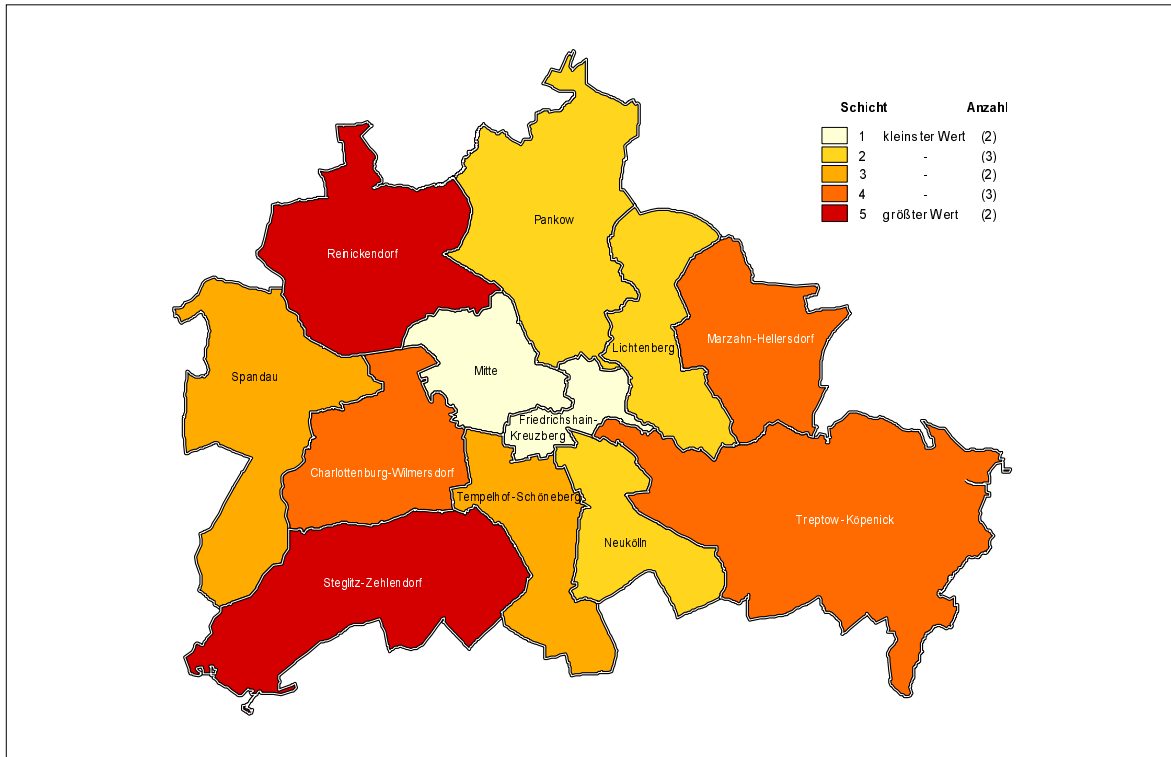 Schicht Anzahl
1 kleinster Wert (2)
2 - (3)
3 - (2)
4 - (3)
5 größter Wert (2)
Pankow
Reinickendorf
Marzahn-Hellersdorf
Lichtenberg
Mitte
Spandau
Friedrichshain-
Kreuzberg
Charlottenburg-Wilmersdorf
Tempelhof-Schöneberg
Treptow-Köpenick
Neukölln
Steglitz-Zehlendorf